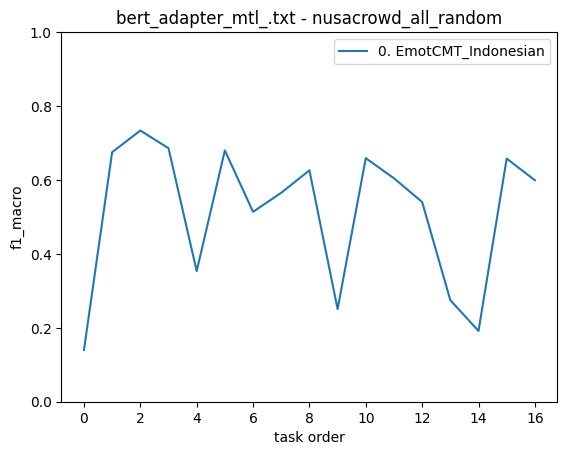 bert_adapter_mtl_.txt - nusacrowd_all_random
0. EmotCMT_Indonesian
1.0
0.8
0.6
0.4
0.2
0.0
f1_macro
0 2 4 6 8 10 12 14 16
task order